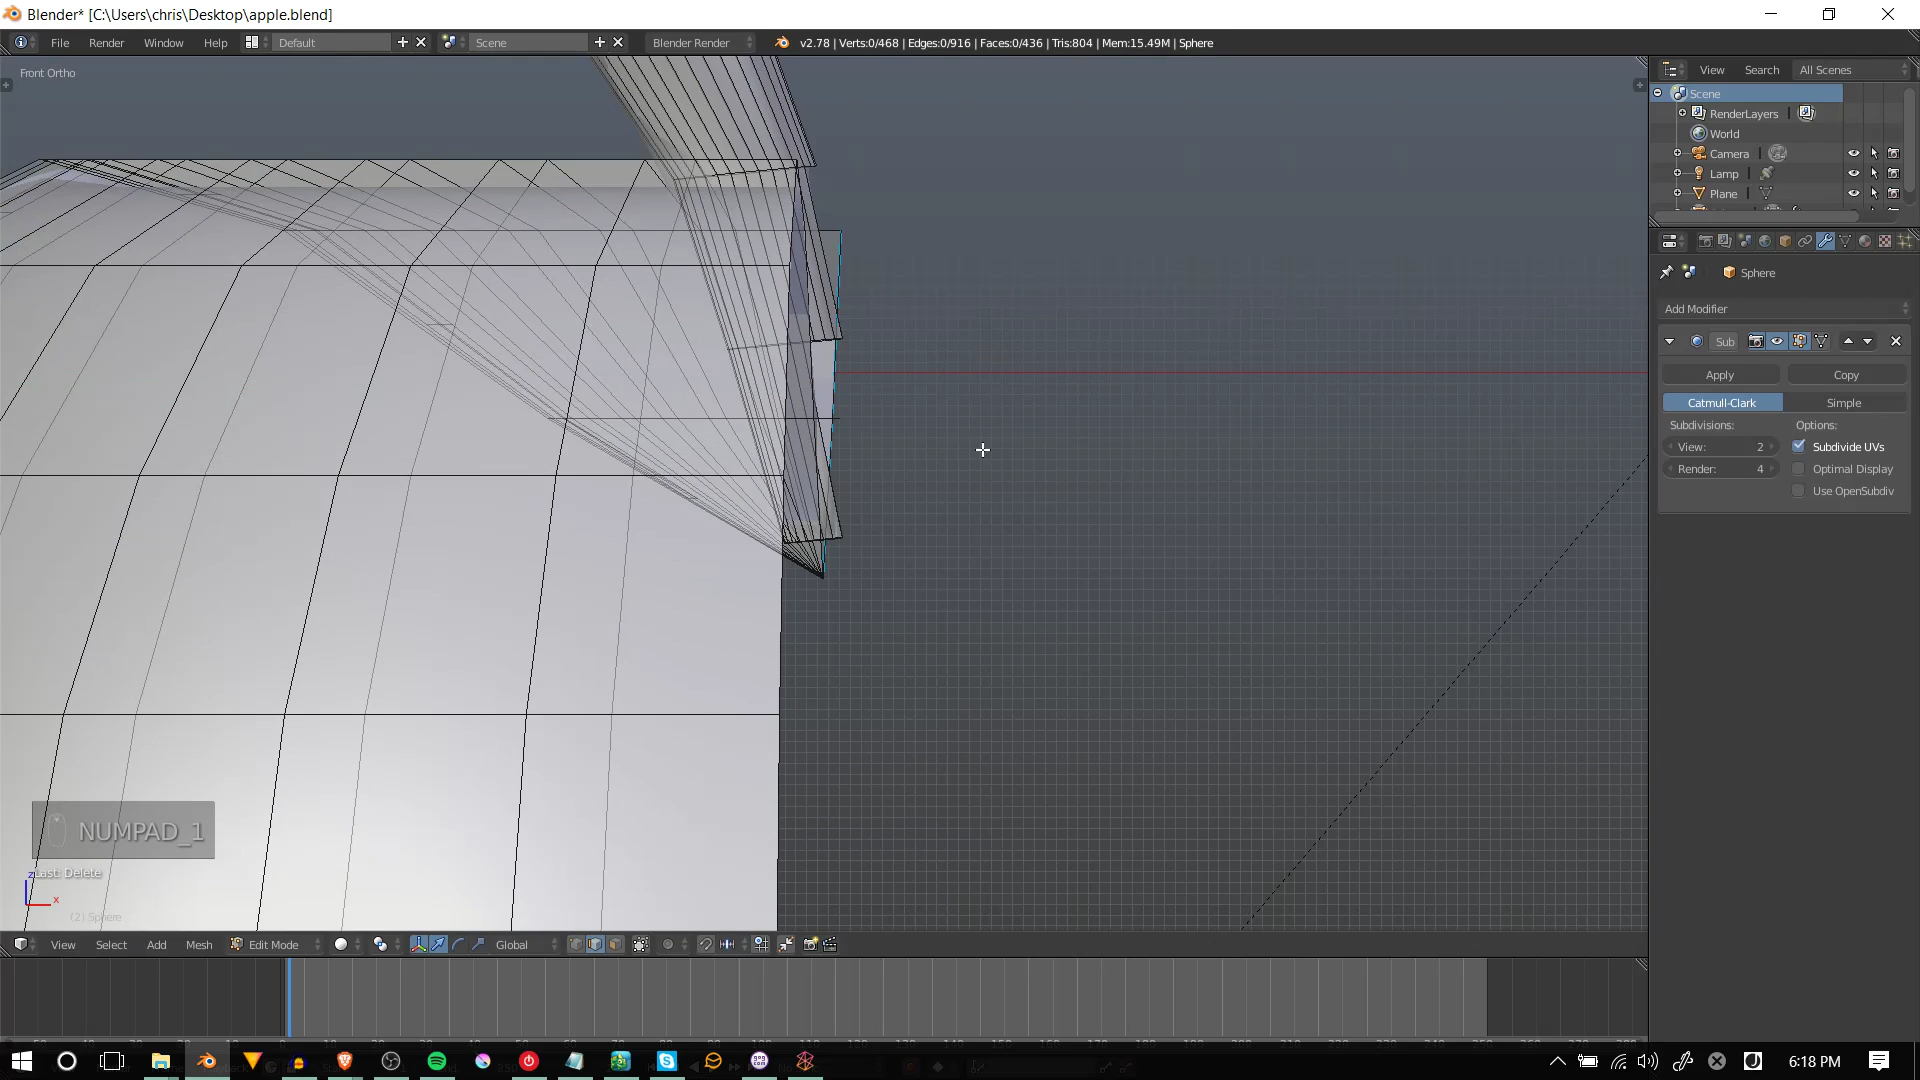 Blender* [C:\Users\chris\Desktop\apple.blend]
File Render Window Help Default Scene Blender Render v2.78 | Verts:0/468 | Edges:0/916 | Faces:0/436 | Tris:804 | Mem:15.49M | Sphere
Front Ortho
View Search All Scenes
Scene
RenderLayers
World
Camera
Lamp
Plane
Sphere
Add Modifier
Sub
Apply Copy
Catmull-Clark Simple
Subdivisions: Options:
View: 2 Subdivide UVs
Render: 4 Optimal Display
Use OpenSubdiv
NUMPAD_1
Last: Delete
z
x
(2) Sphere
View Select Add Mesh Edit Mode Global
6:18 PM